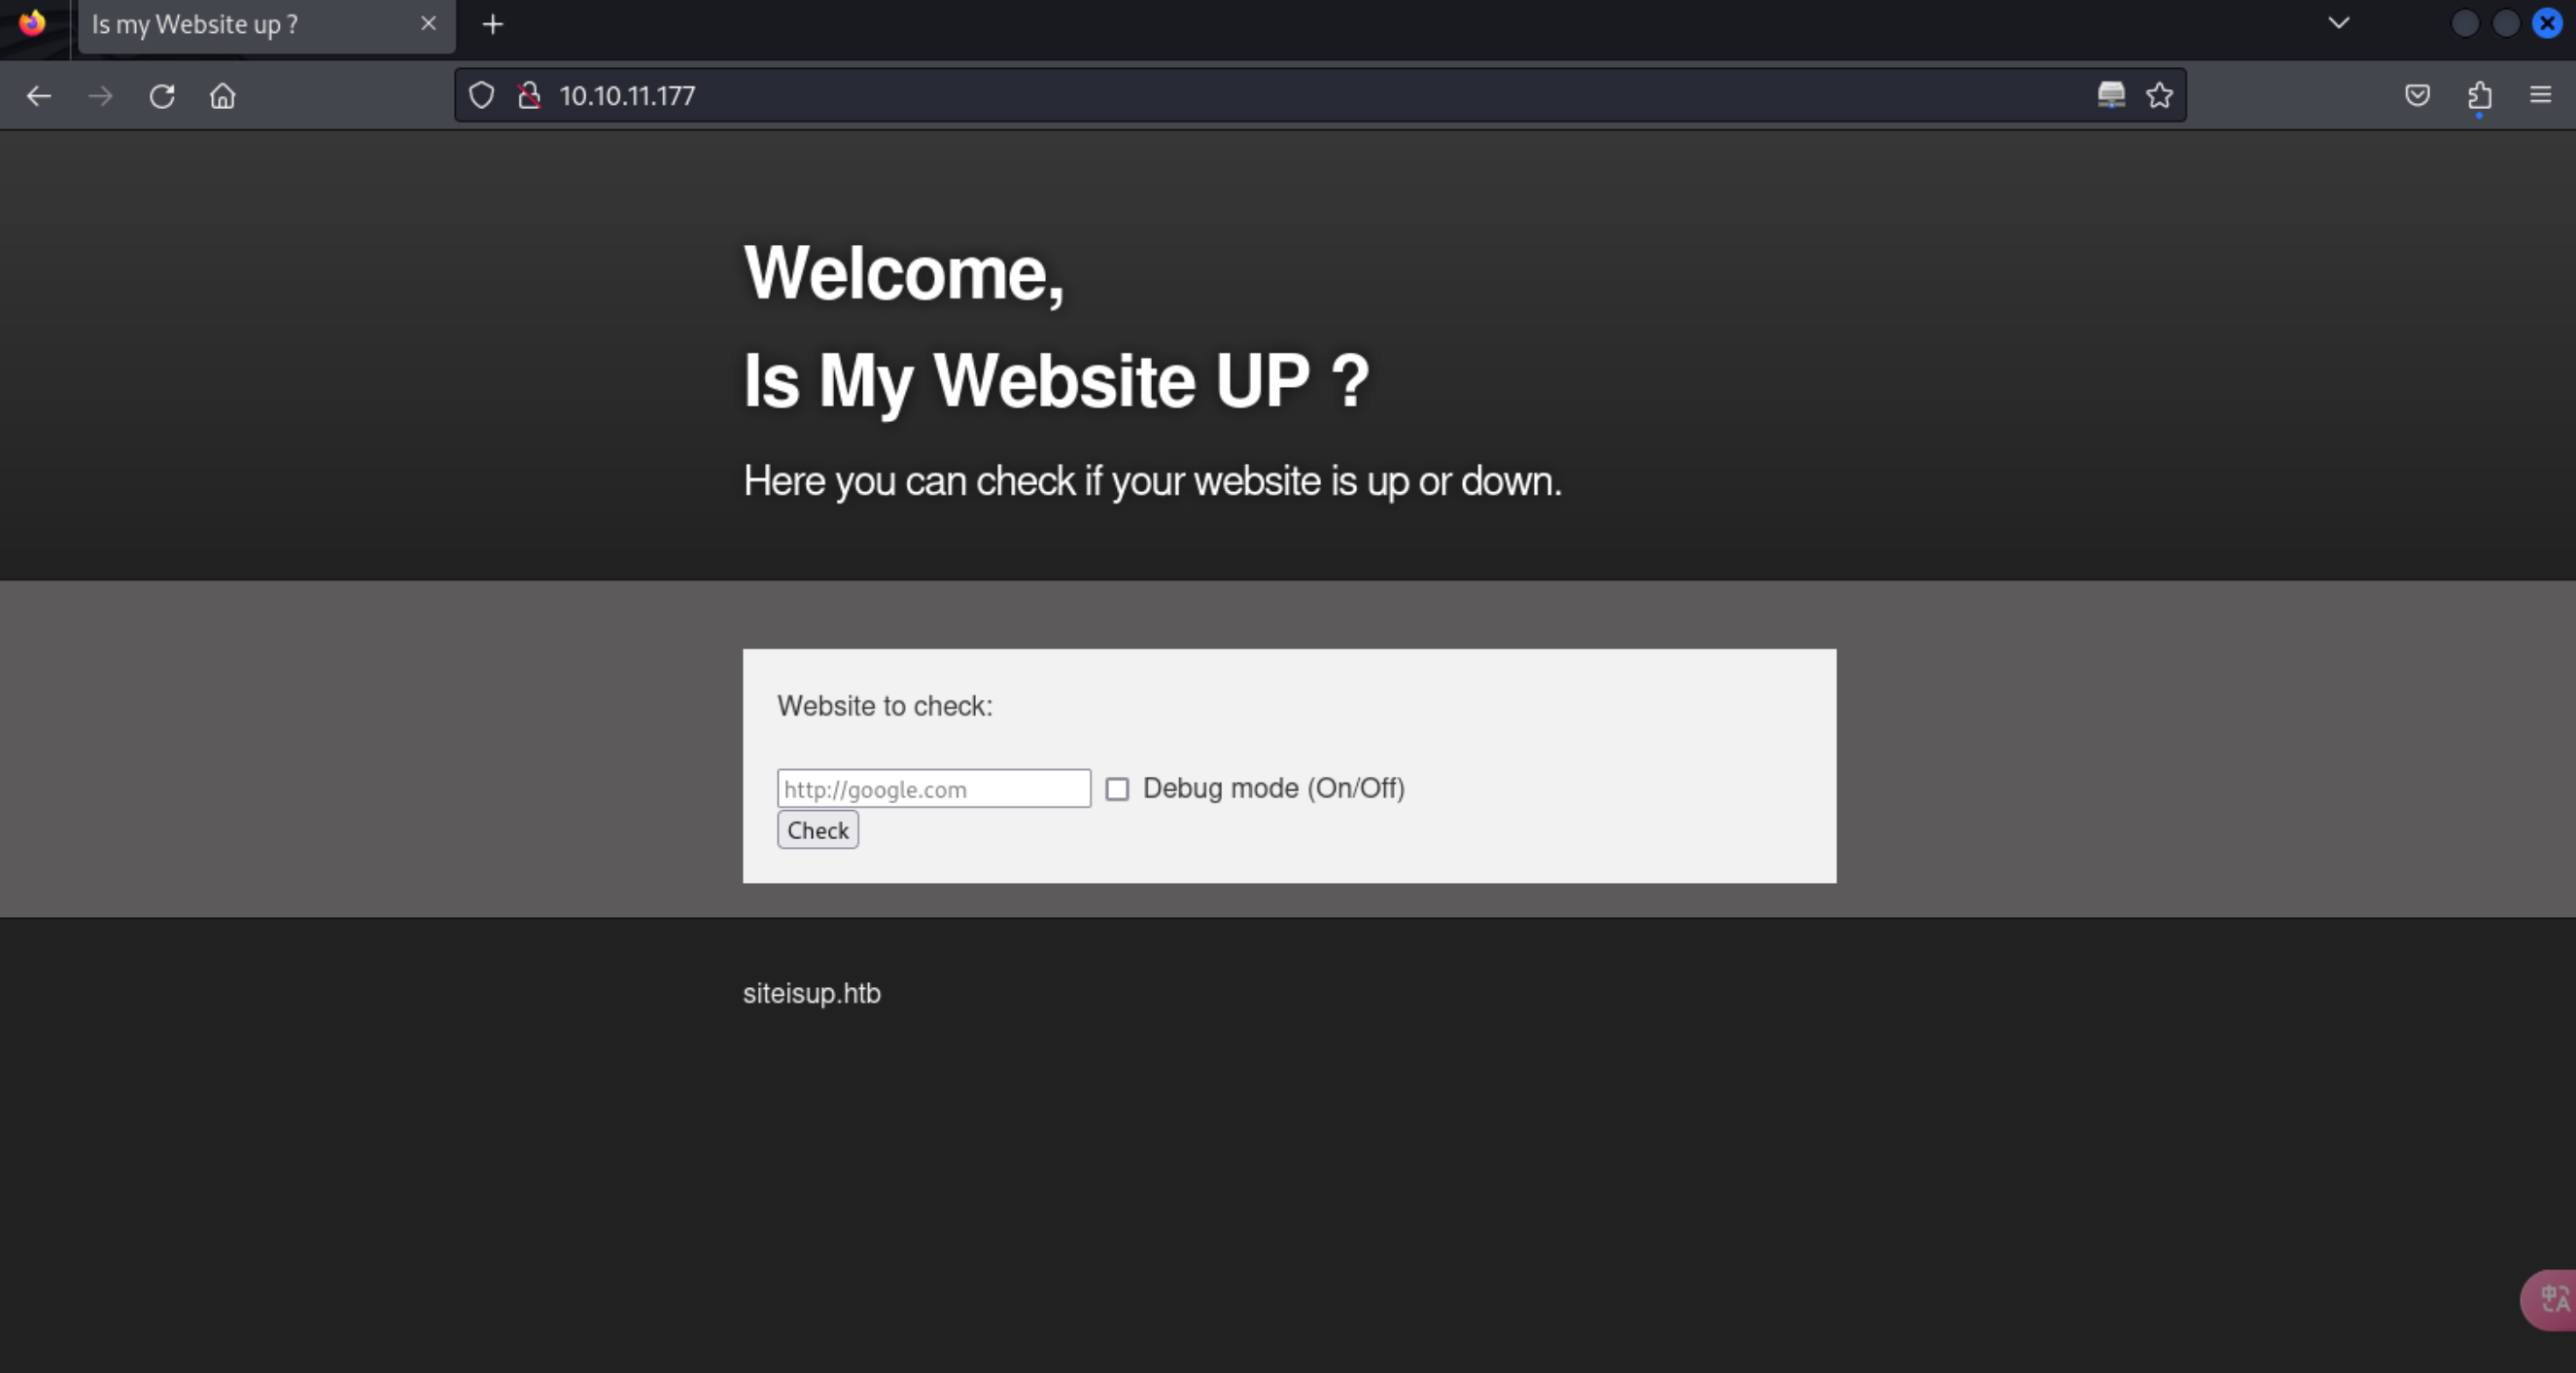 Is my Website up ?
10.10.11.177
Welcome,
Is My Website UP ?
Here you can check if your website is up or down.
Website to check:
http://google.com Debug mode (On/Off)
Check
siteisup.htb
中 A